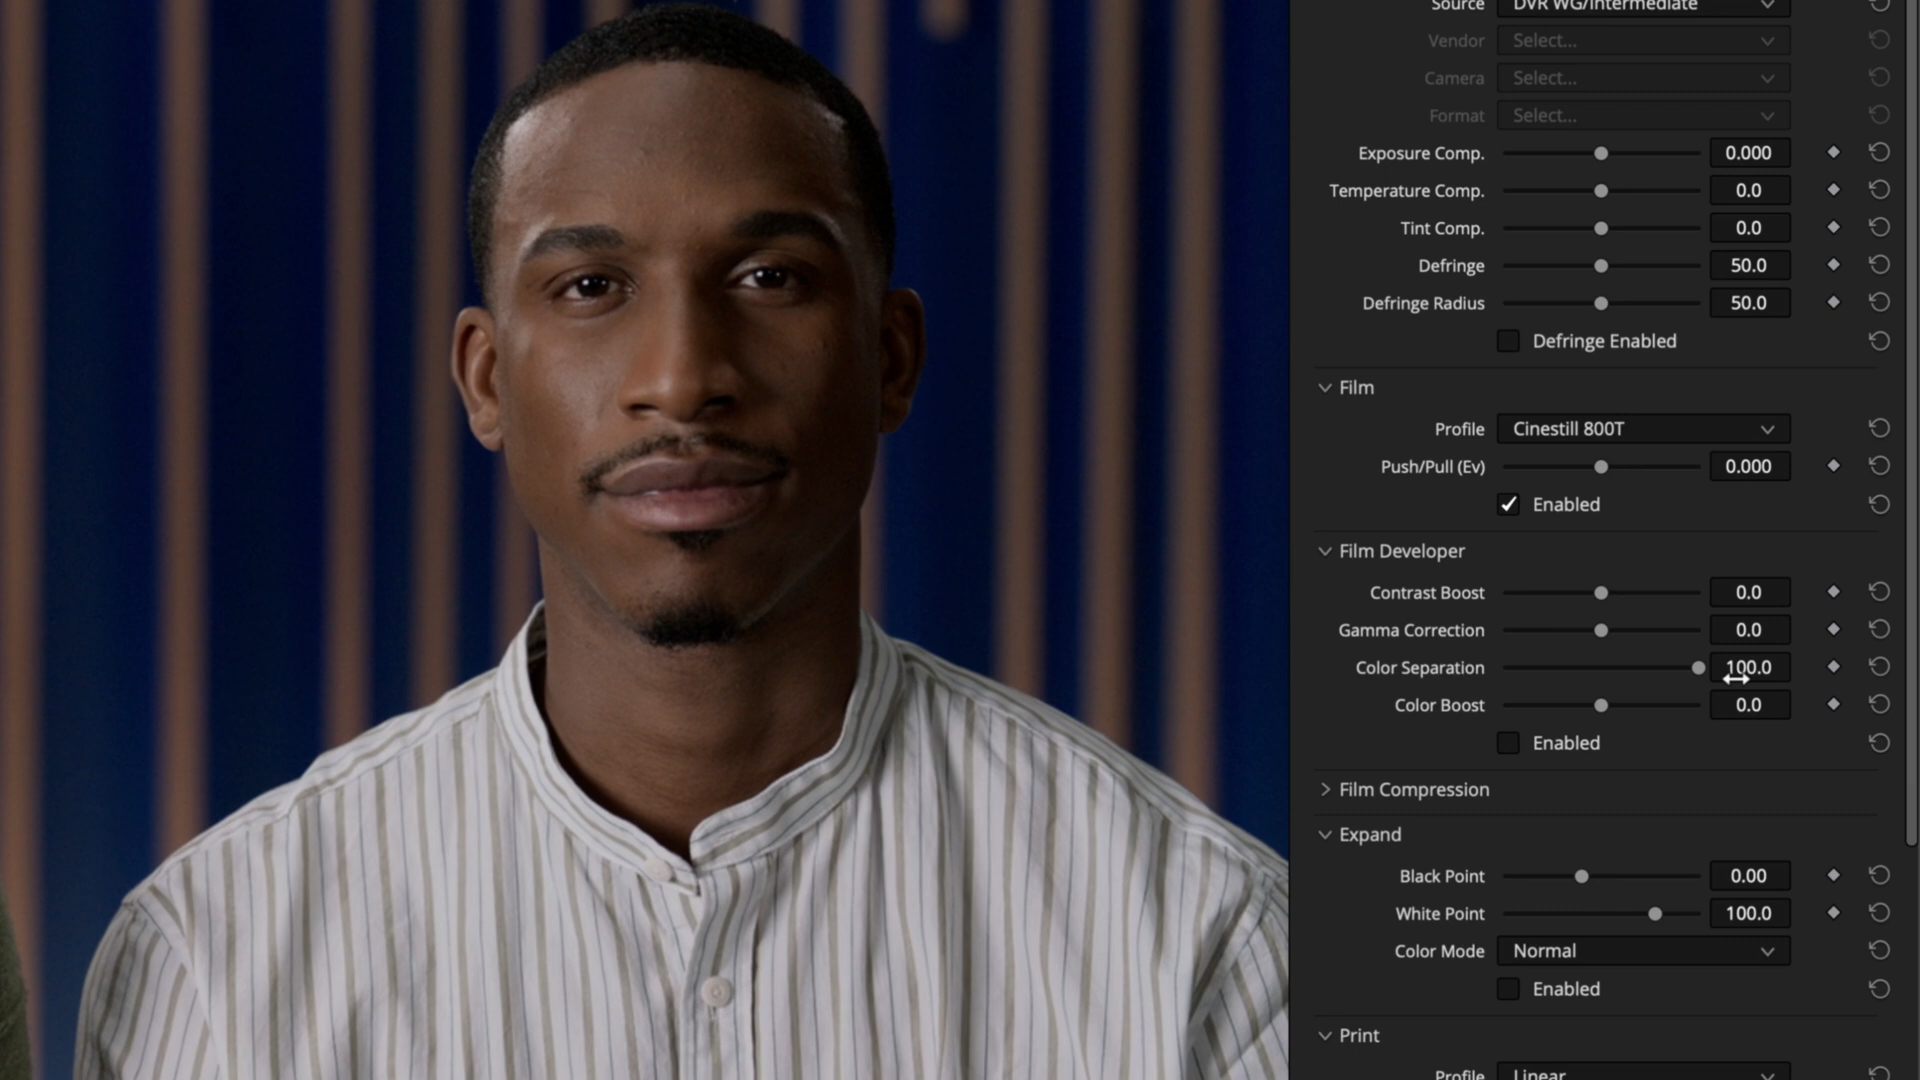 Source DVR WG/Intermediate
Vendor Select...
Camera Select...
Format Select...
Exposure Comp. 0.000
Temperature Comp. 0.0
Tint Comp. 0.0
Defringe 50.0
Defringe Radius 50.0
Defringe Enabled
Film
Profile Cinestill 800T
Push/Pull (Ev) 0.000
Enabled
Film Developer
Contrast Boost 0.0
Gamma Correction 0.0
Color Separation 100.0
Color Boost 0.0
Enabled
Film Compression
Expand
Black Point 0.00
White Point 100.0
Color Mode Normal
Enabled
Print
Profile Linear